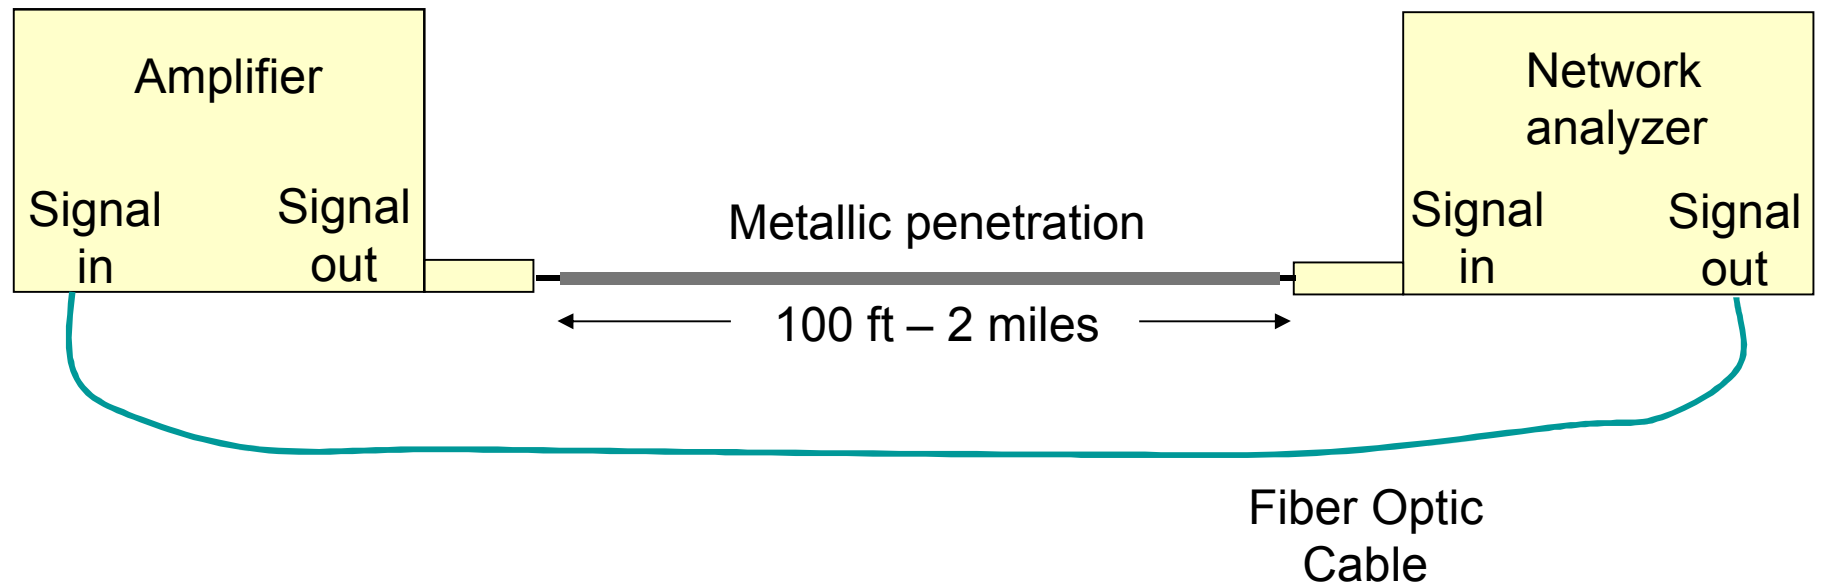 Amplifier
Signal
in
Signal
out
Metallic penetration
100 ft – 2 miles
Network
analyzer
Signal
in
Signal
out
Fiber Optic
Cable